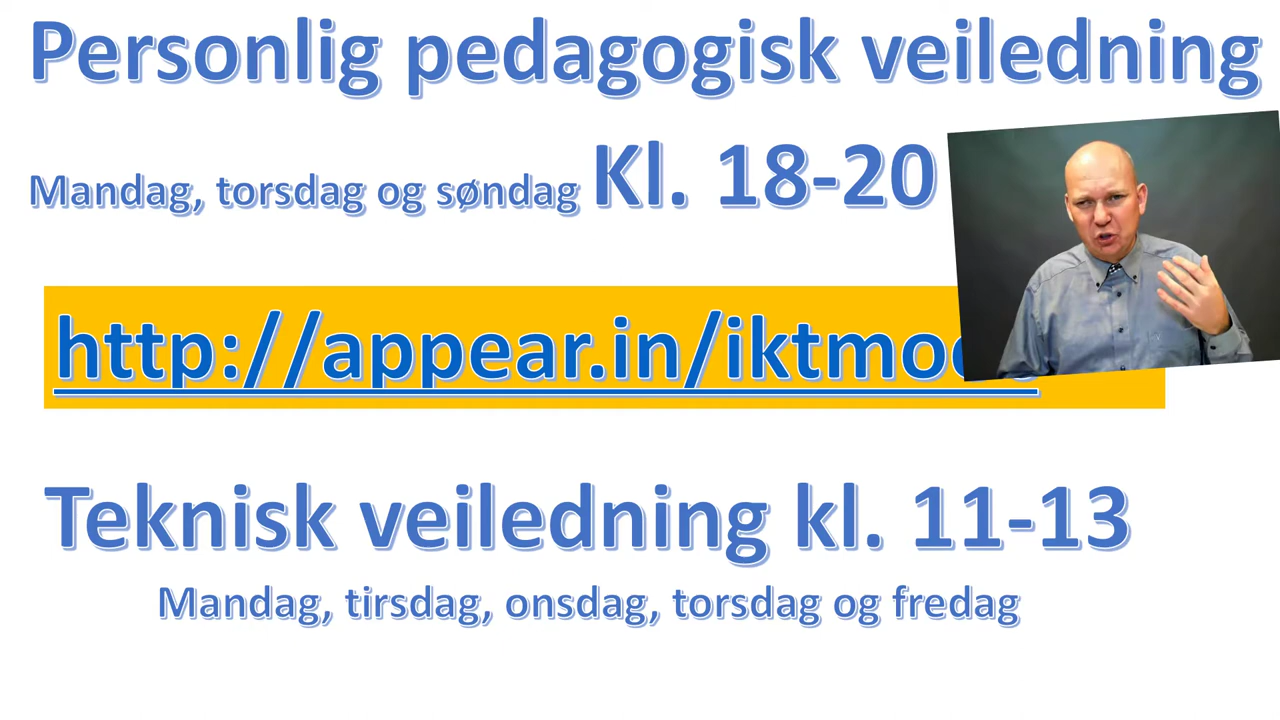 Personlig pedagogisk veiledning
Mandag, torsdag og søndag Kl. 18-20
http://appear.in/iktmoo
Teknisk veiledning kl. 11-13
Mandag, tirsdag, onsdag, torsdag og fredag